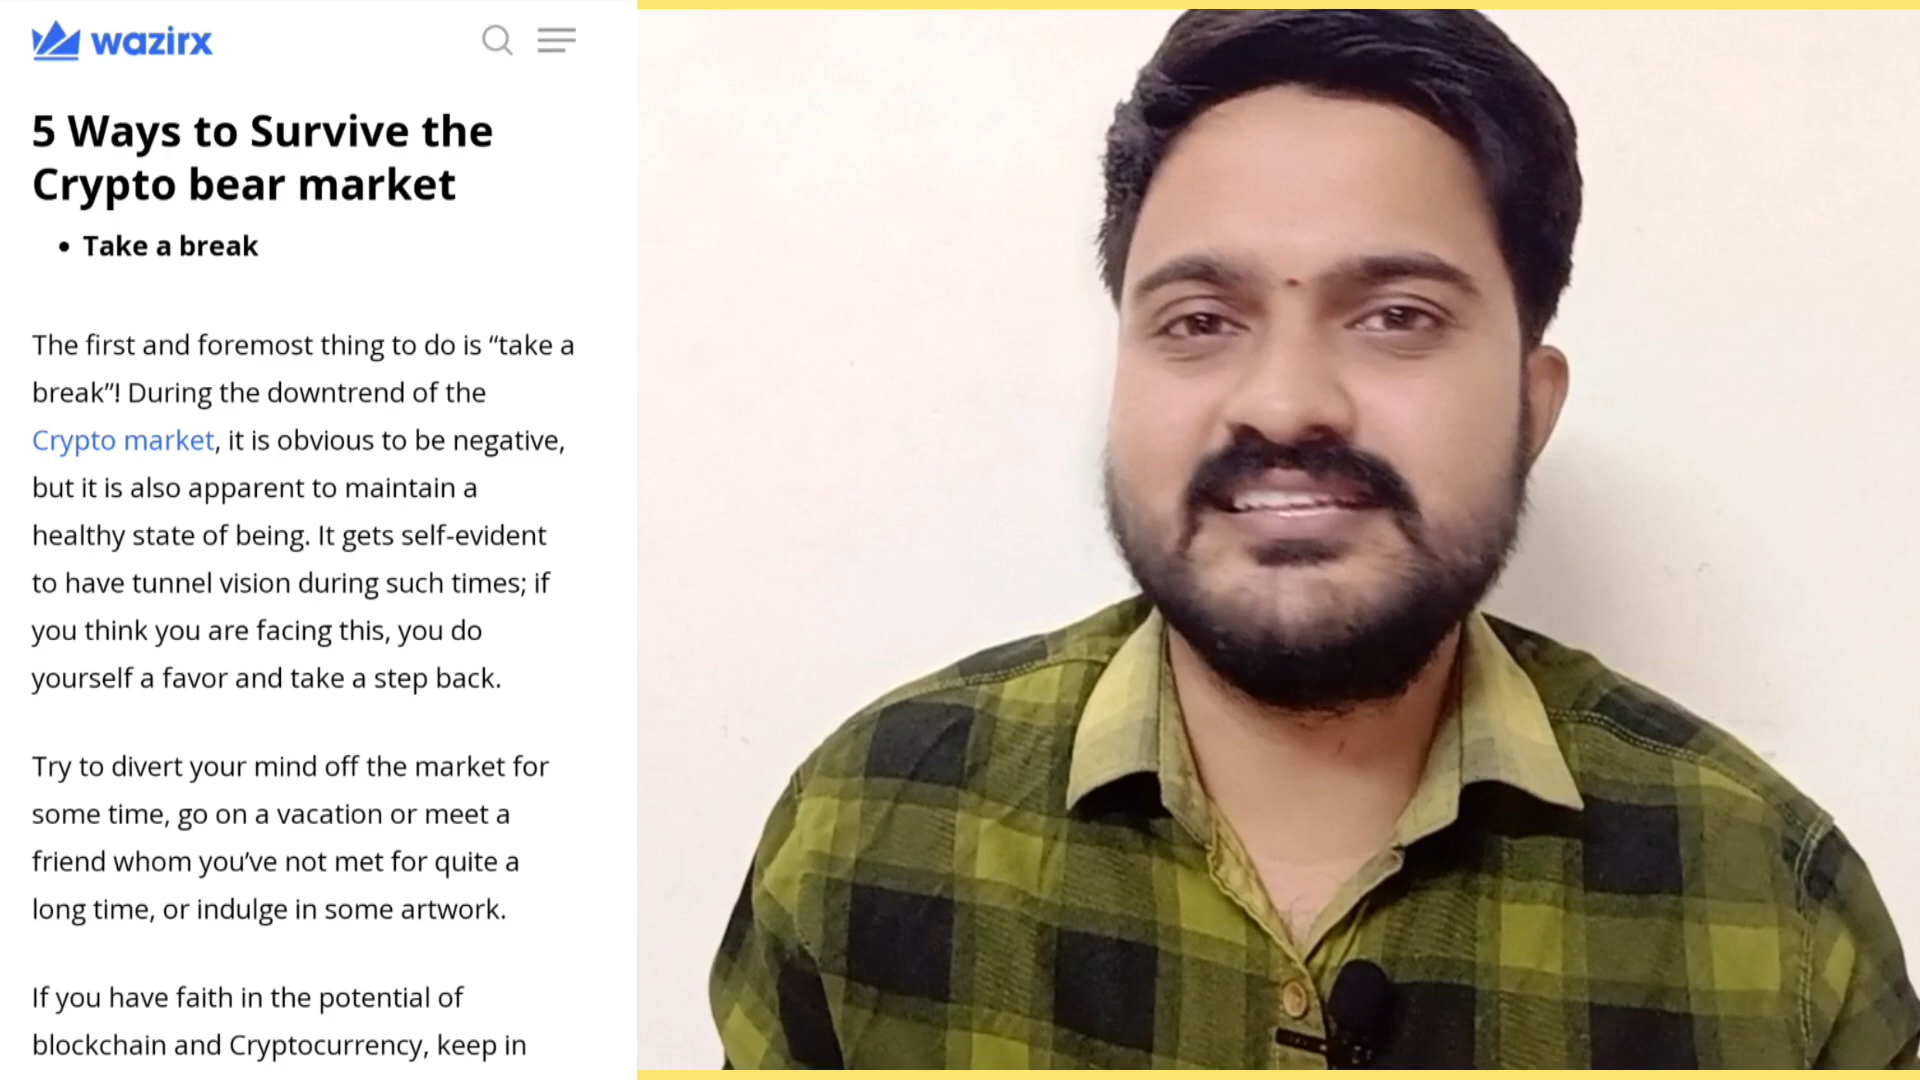 wazirx
5 Ways to Survive the
Crypto bear market
• Take a break
The first and foremost thing to do is “take a
break”! During the downtrend of the
Crypto market, it is obvious to be negative,
but it is also apparent to maintain a
healthy state of being. It gets self-evident
to have tunnel vision during such times; if
you think you are facing this, you do
yourself a favor and take a step back.
Try to divert your mind off the market for
some time, go on a vacation or meet a
friend whom you’ve not met for quite a
long time, or indulge in some artwork.
If you have faith in the potential of
blockchain and Cryptocurrency, keep in